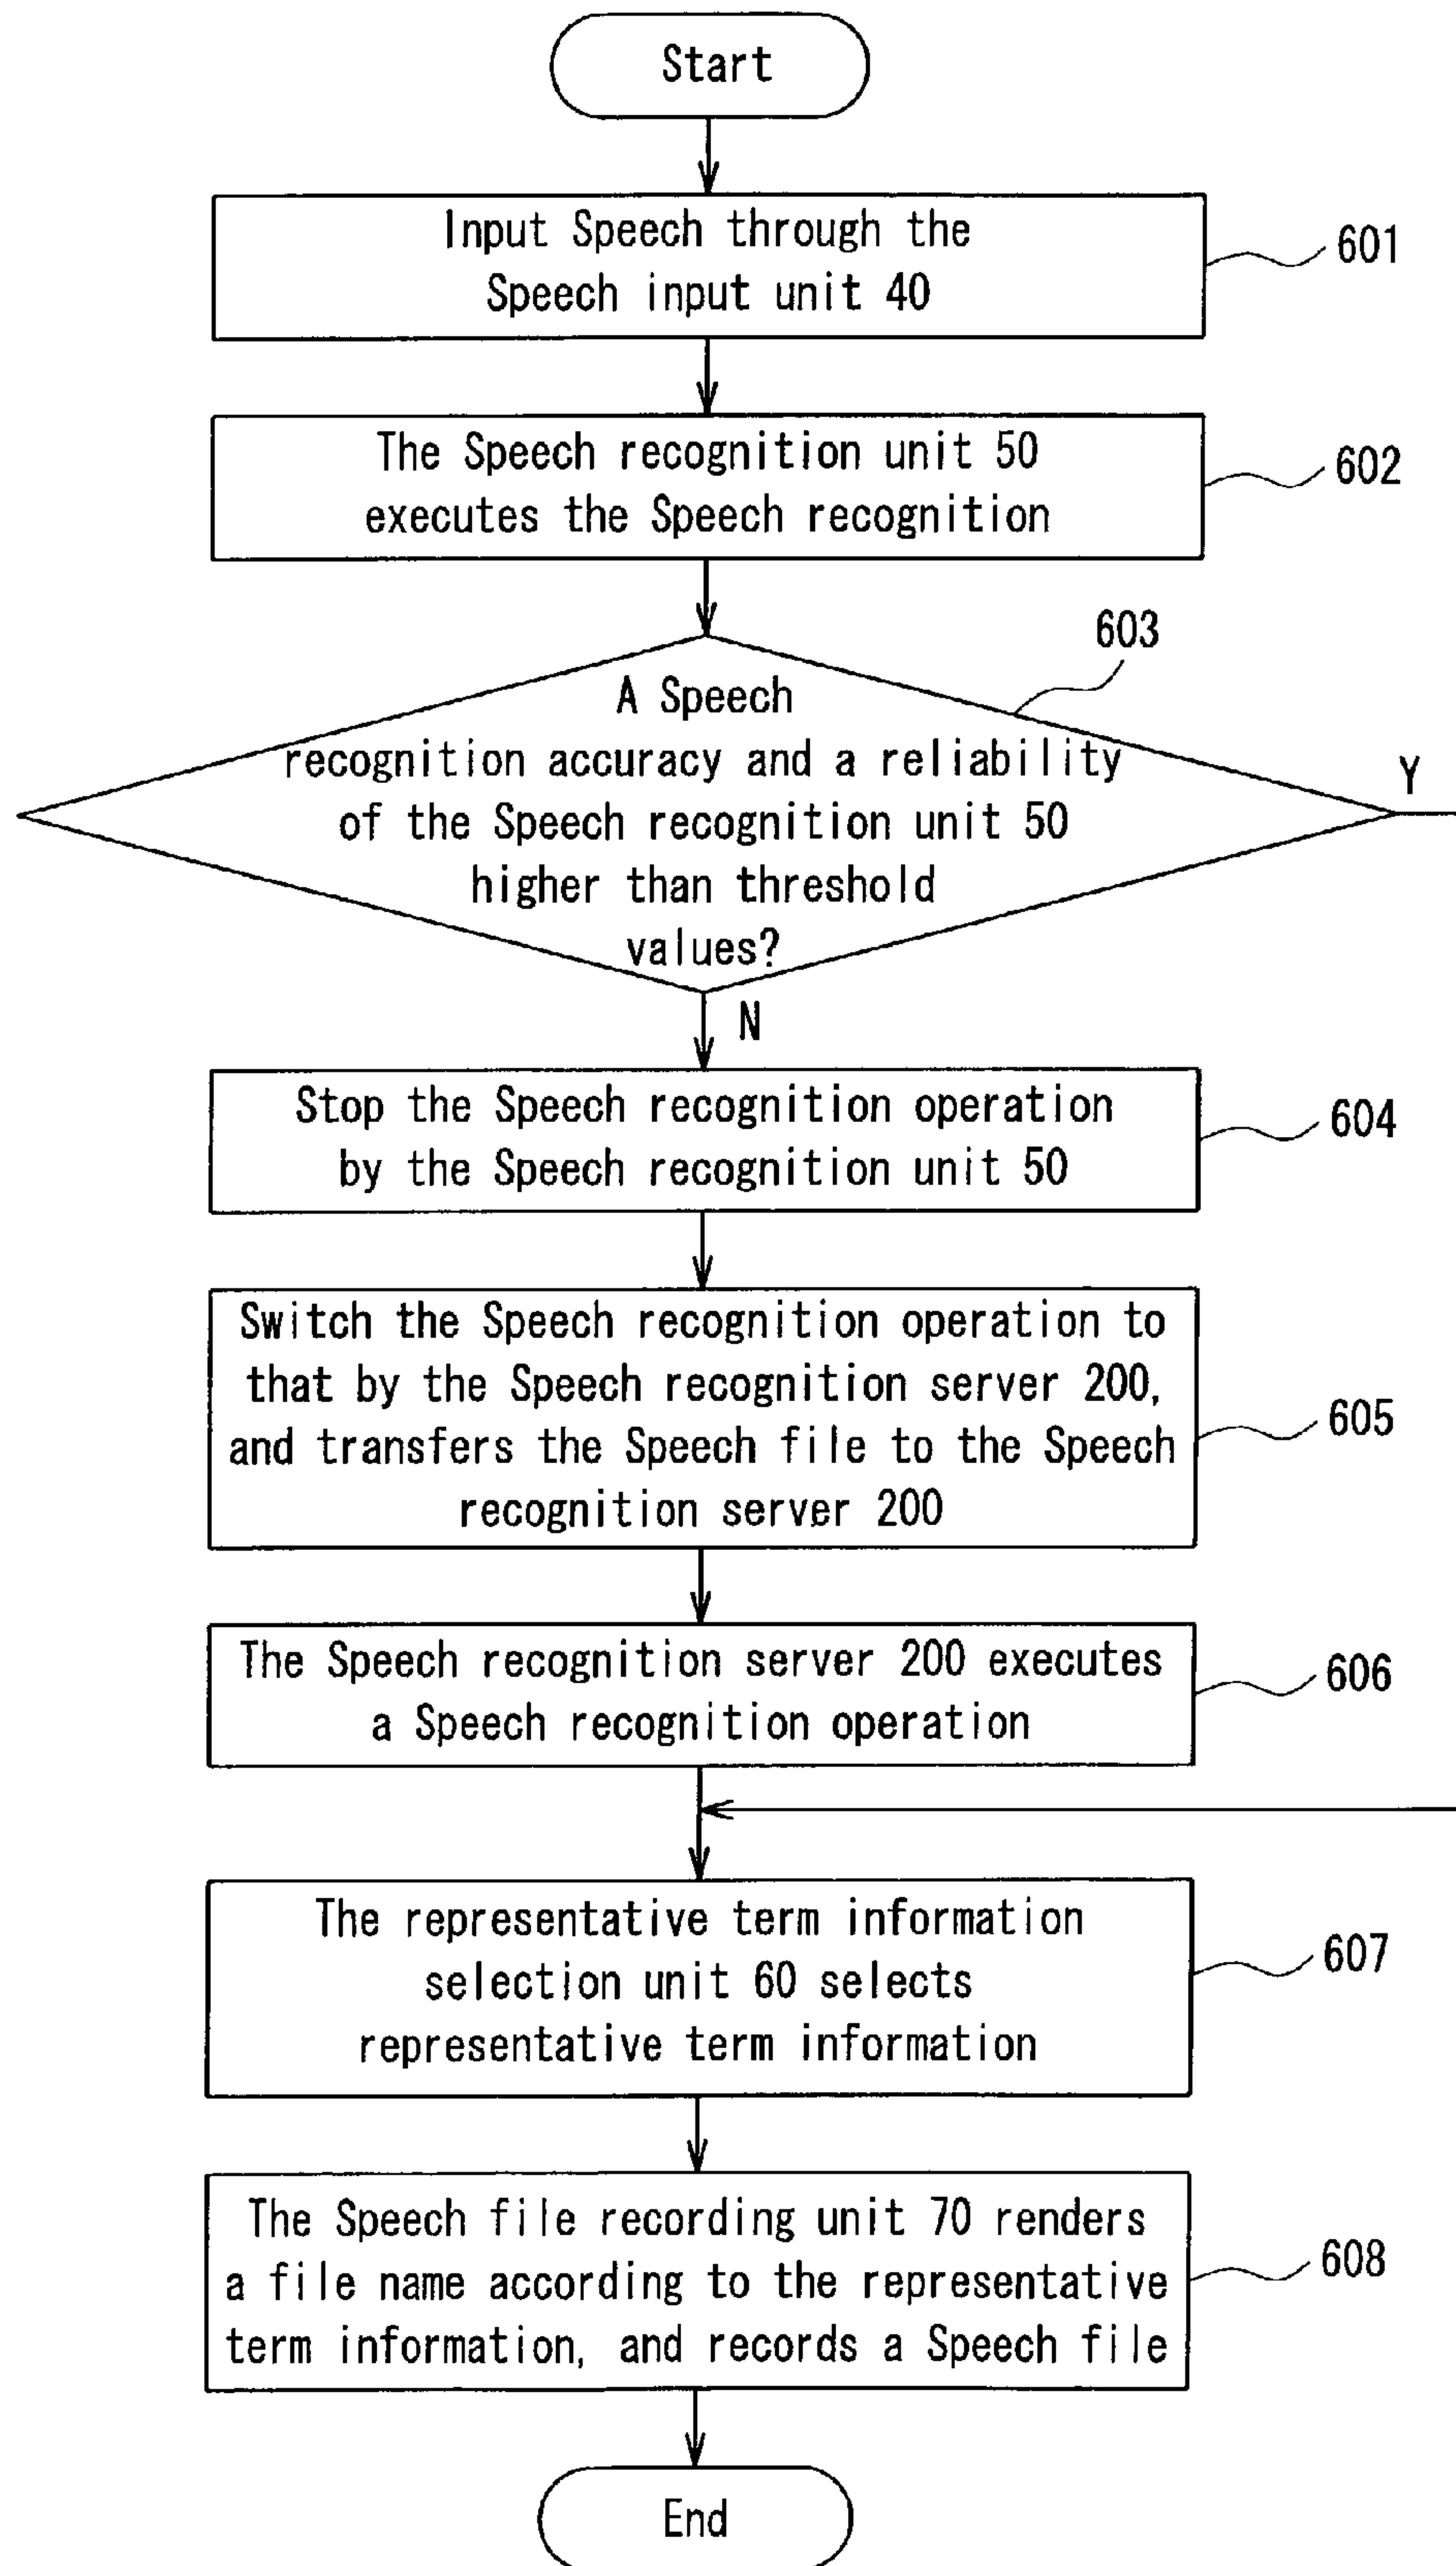 Start
Input Speech through the
Speech input unit 40
601
The Speech recognition unit 50
executes the Speech recognition
602
603
A Speech
recognition accuracy and a reliability
of the Speech recognition unit 50
higher than threshold
values?
Y
N
Stop the Speech recognition operation
by the Speech recognition unit 50
604
Switch the Speech recognition operation to
that by the Speech recognition server 200,
and transfers the Speech file to the Speech
recognition server 200
605
The Speech recognition server 200 executes
a Speech recognition operation
606
The representative term information
selection unit 60 selects
representative term information
607
The Speech file recording unit 70 renders
a file name according to the representative
term information, and records a Speech file
608
End